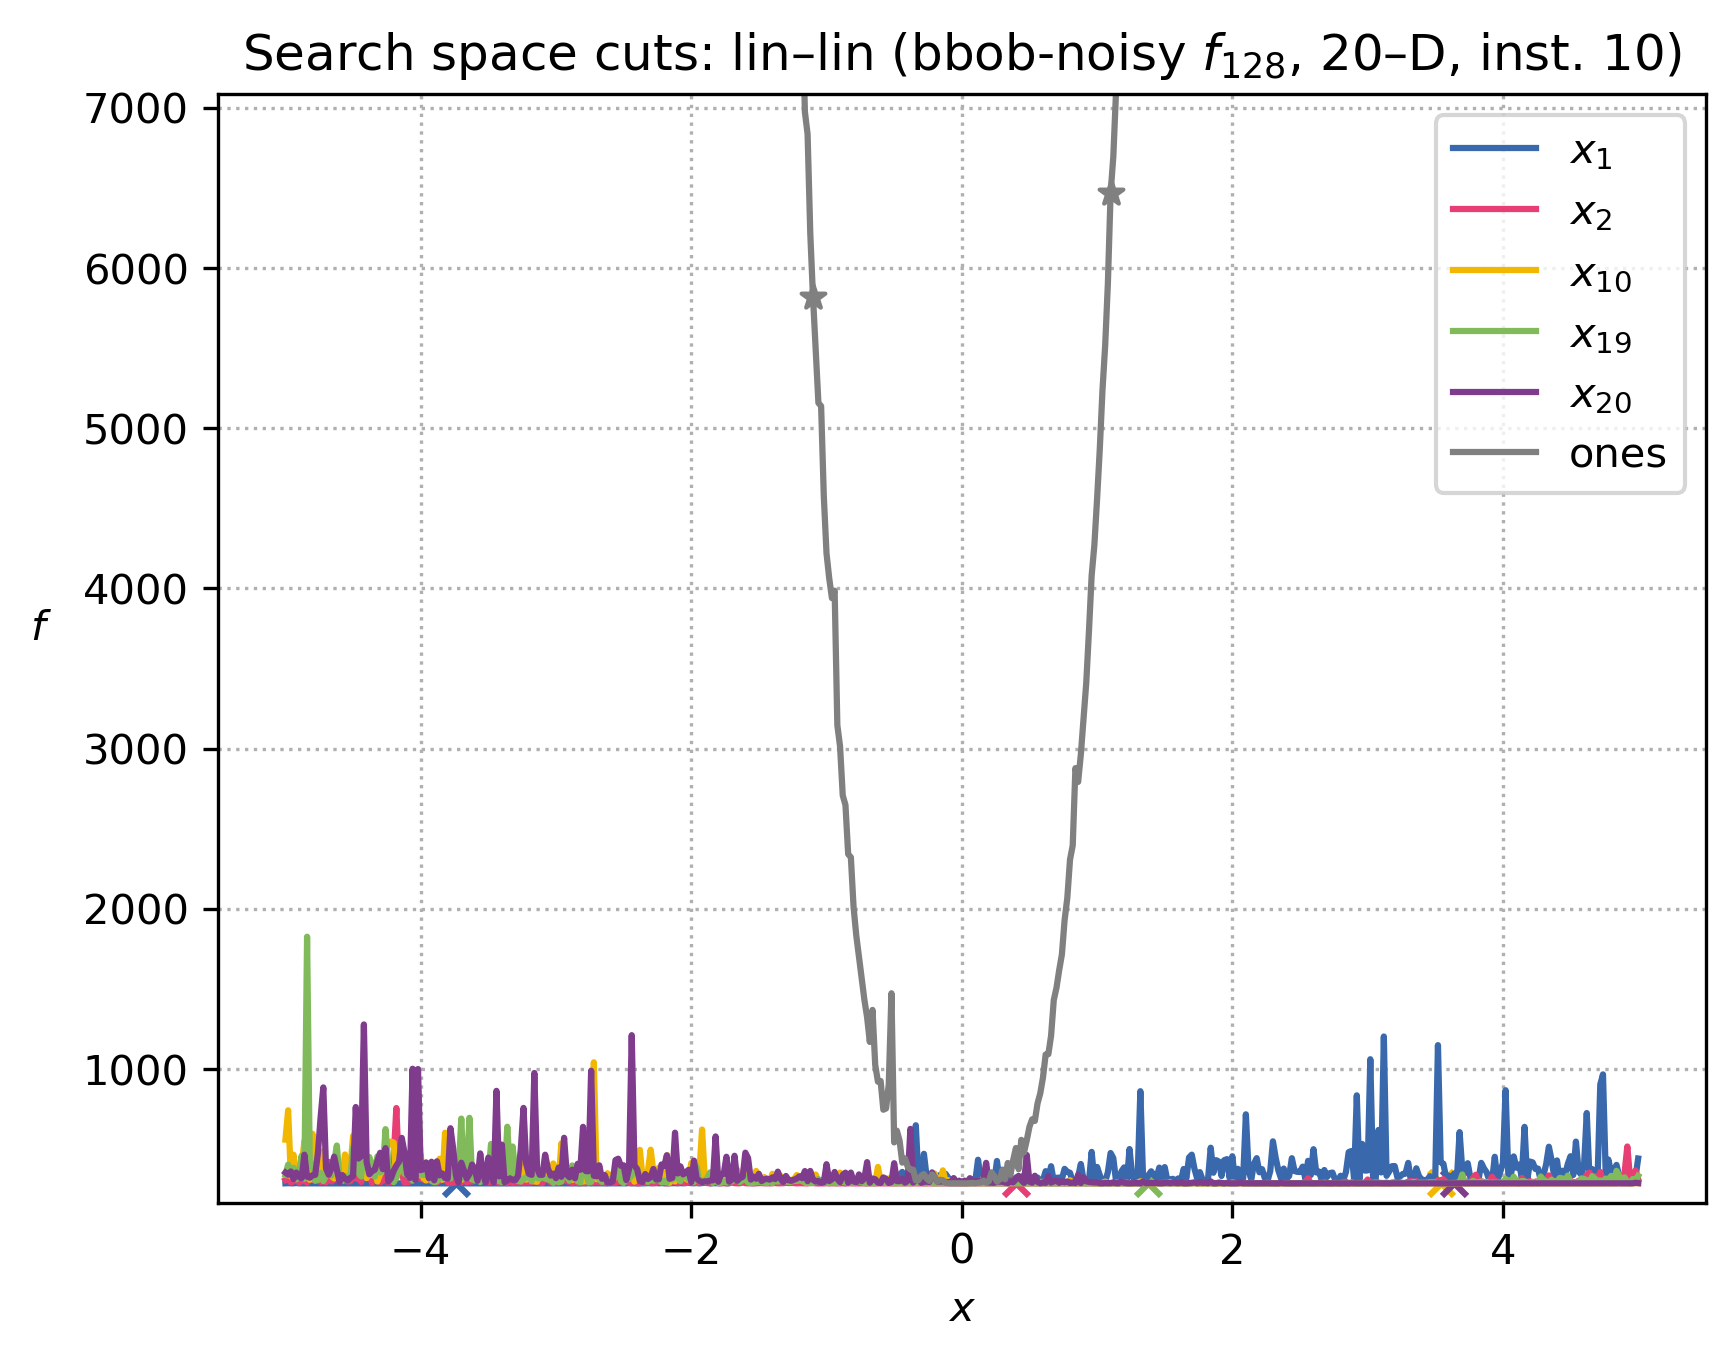 Search space cuts: lin–lin (bbob-noisy f₁₂₈, 20–D, inst. 10)
7000
6000
5000
4000
3000
2000
1000
f
−4
−2
0
2
4
x
x₁
x₂
x₁₀
x₁₉
x₂₀
ones